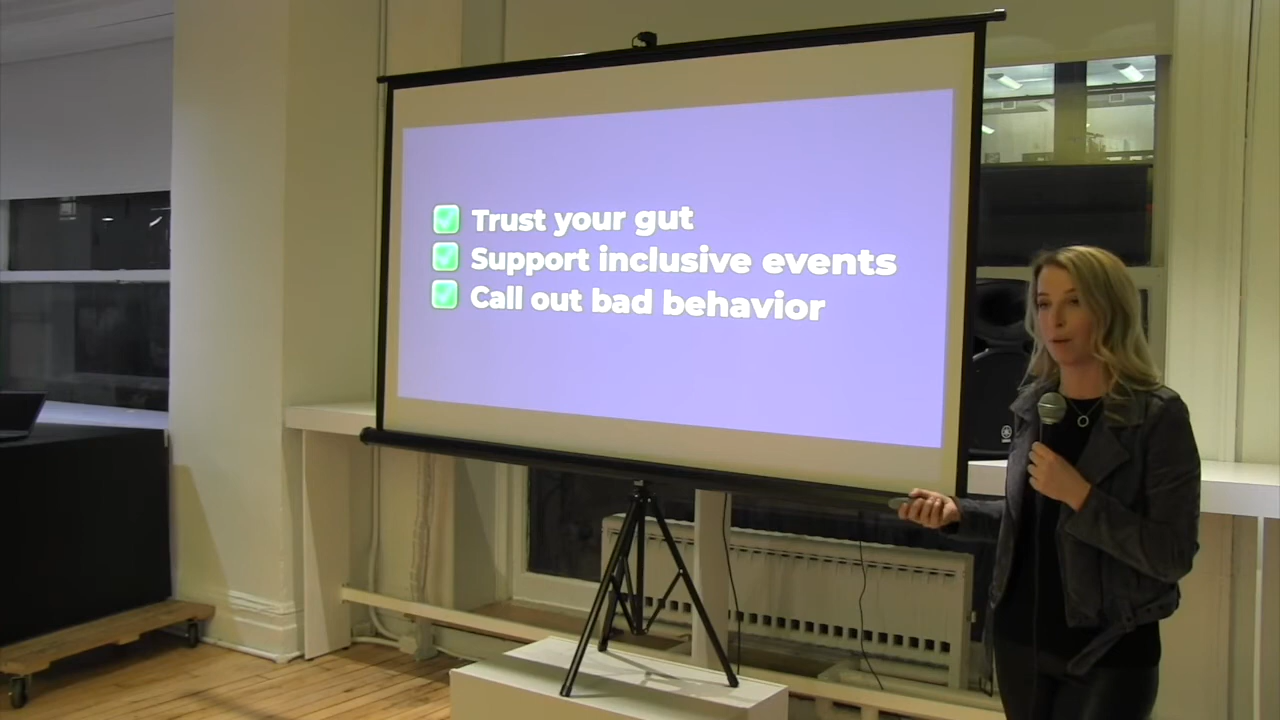 ✅ Trust your gut
✅ Support inclusive events
✅ Call out bad behavior